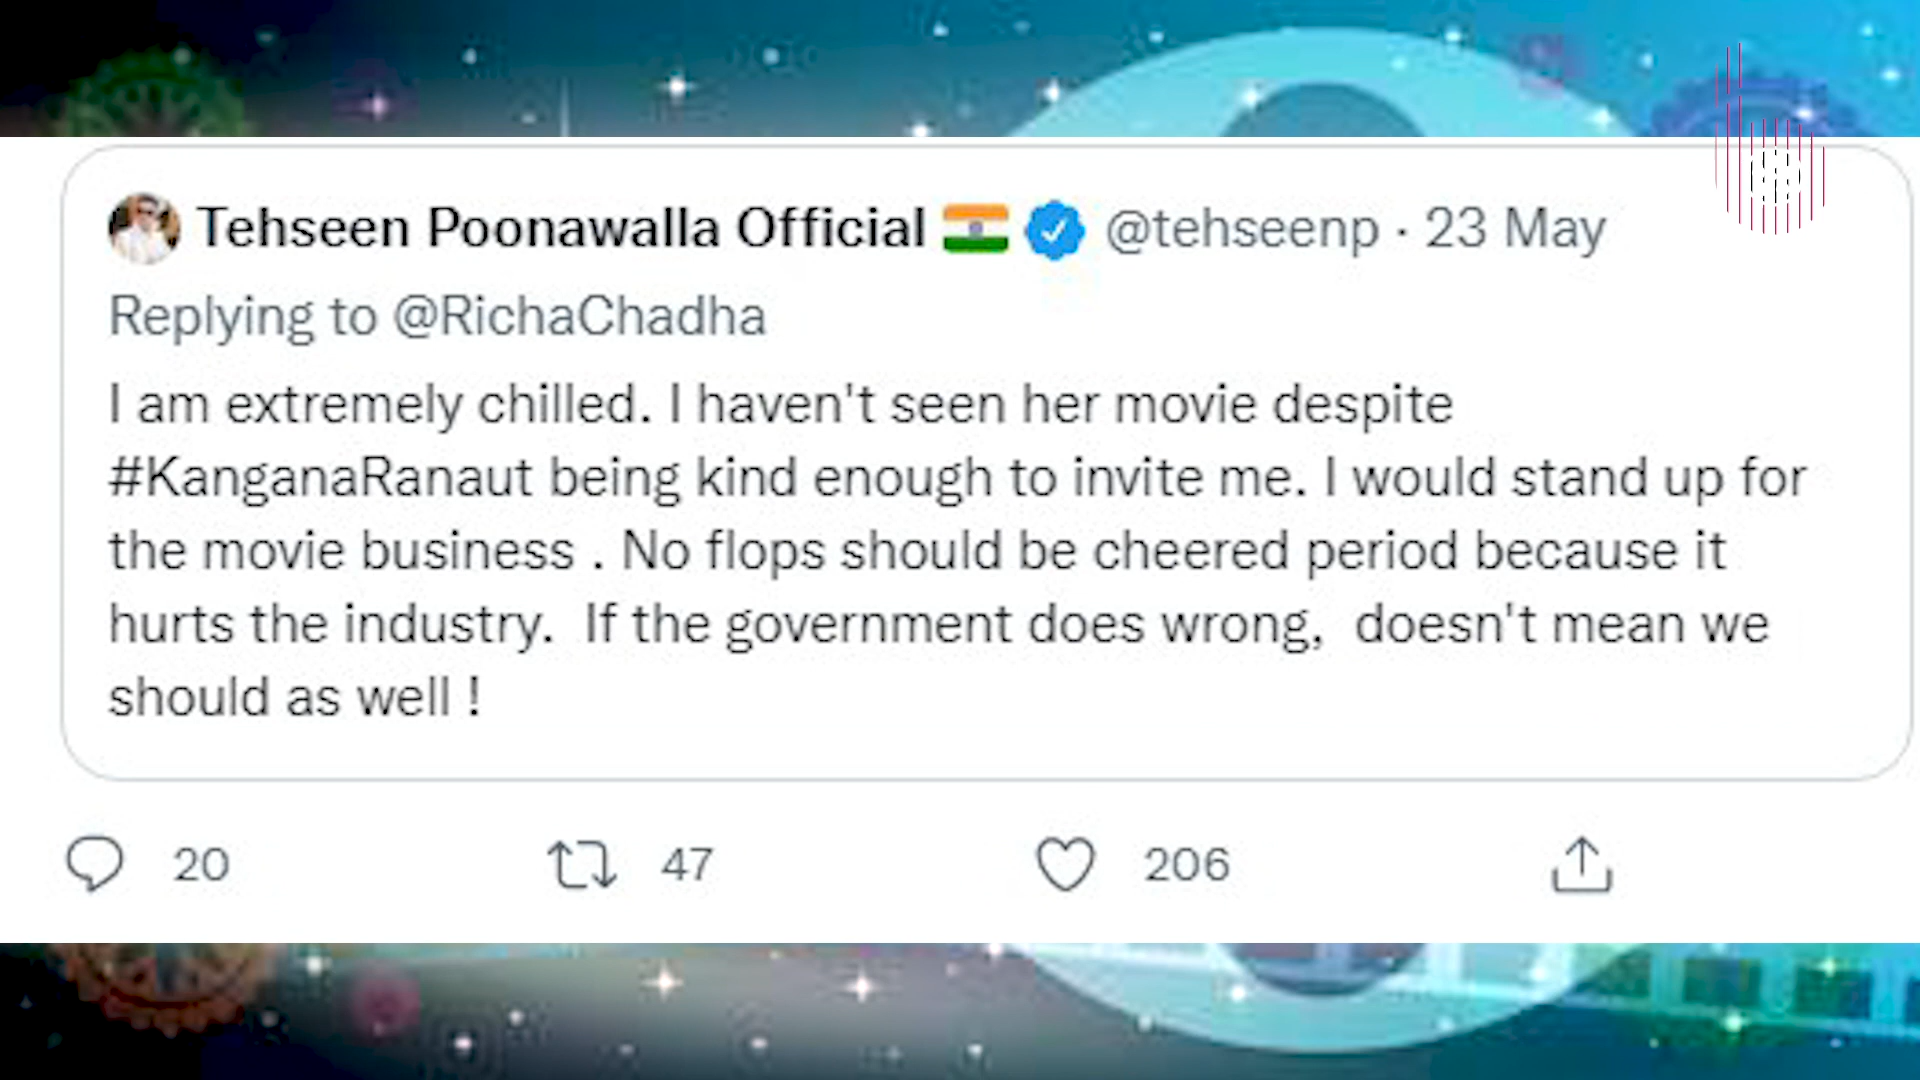 Tehseen Poonawalla Official @tehseenp · 23 May
Replying to @RichaChadha
I am extremely chilled. I haven't seen her movie despite
#KanganaRanaut being kind enough to invite me. I would stand up for
the movie business . No flops should be cheered period because it
hurts the industry.  If the government does wrong,  doesn't mean we
should as well !
20 47 206